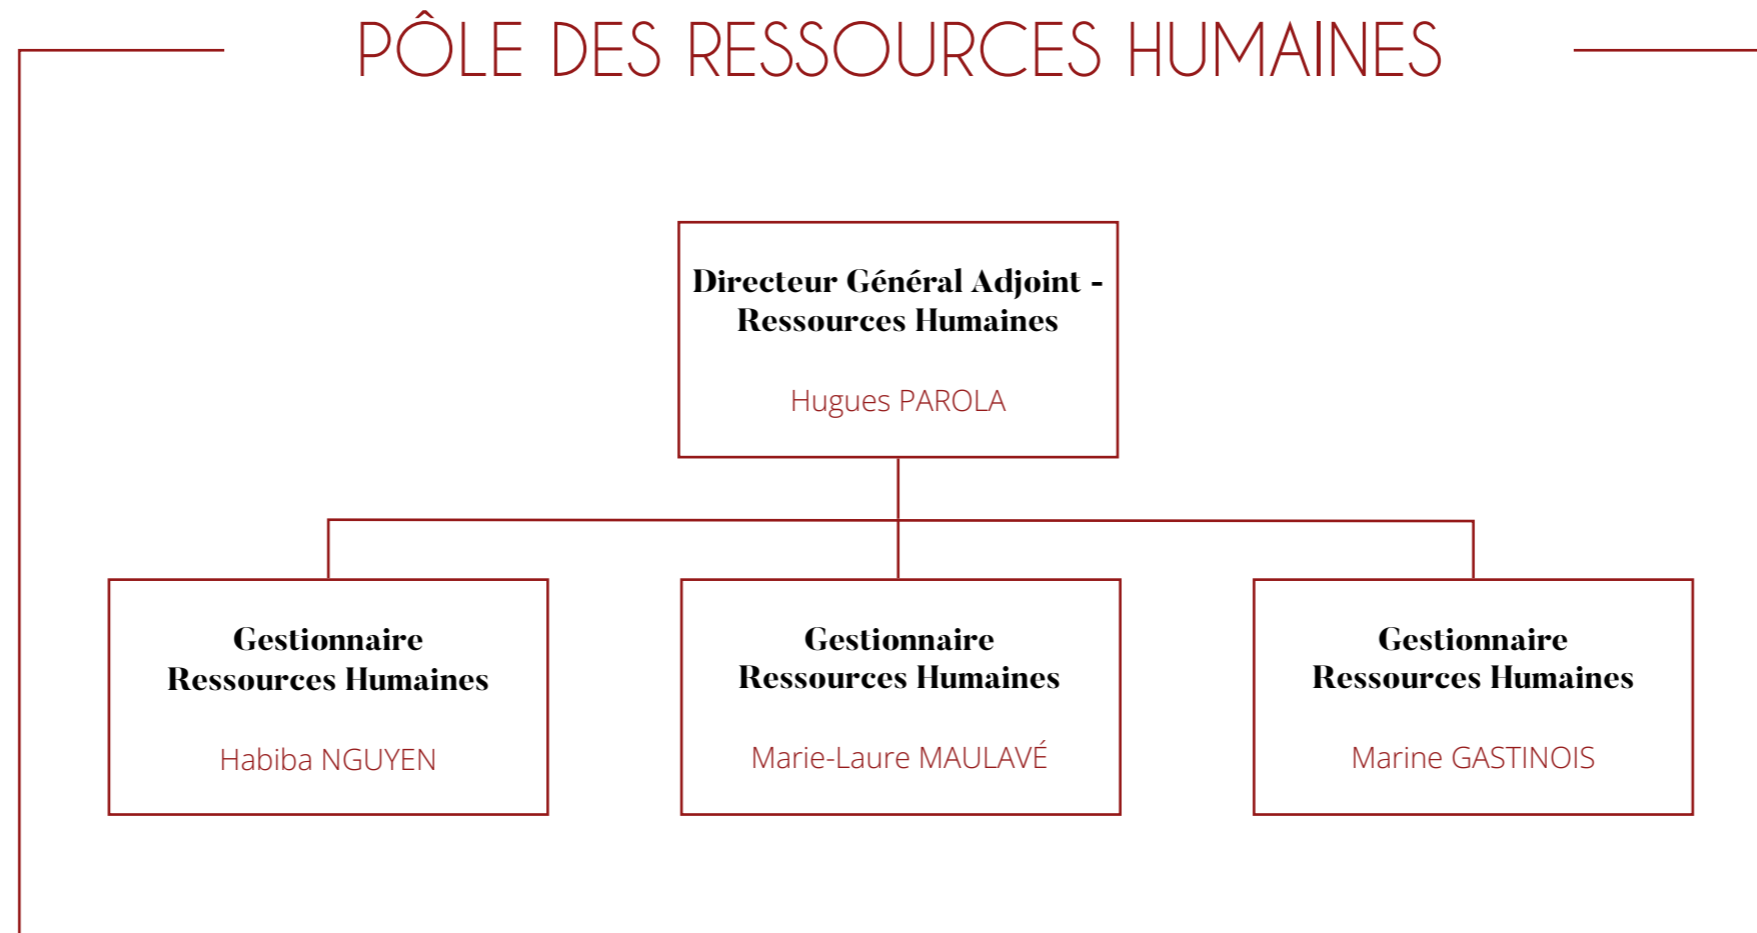 PÔLE DES RESSOURCES HUMAINES
Directeur Général Adjoint -
Ressources Humaines
Hugues PAROLA
Gestionnaire
Ressources Humaines
Habiba NGUYEN
Gestionnaire
Ressources Humaines
Marie-Laure MAULAVÉ
Gestionnaire
Ressources Humaines
Marine GASTINOIS